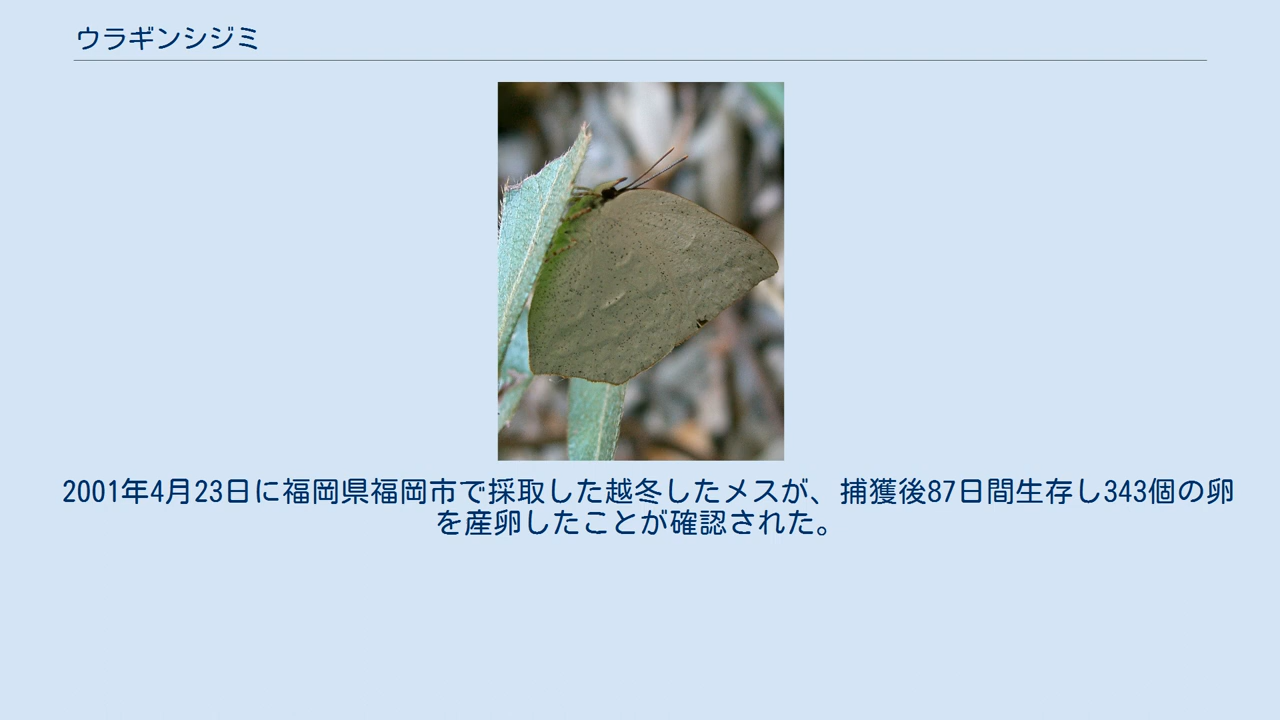 ウラギンシジミ
2001年4月23日に福岡県福岡市で採取した越冬したメスが、捕獲後87日間生存し343個の卵
を産卵したことが確認された。